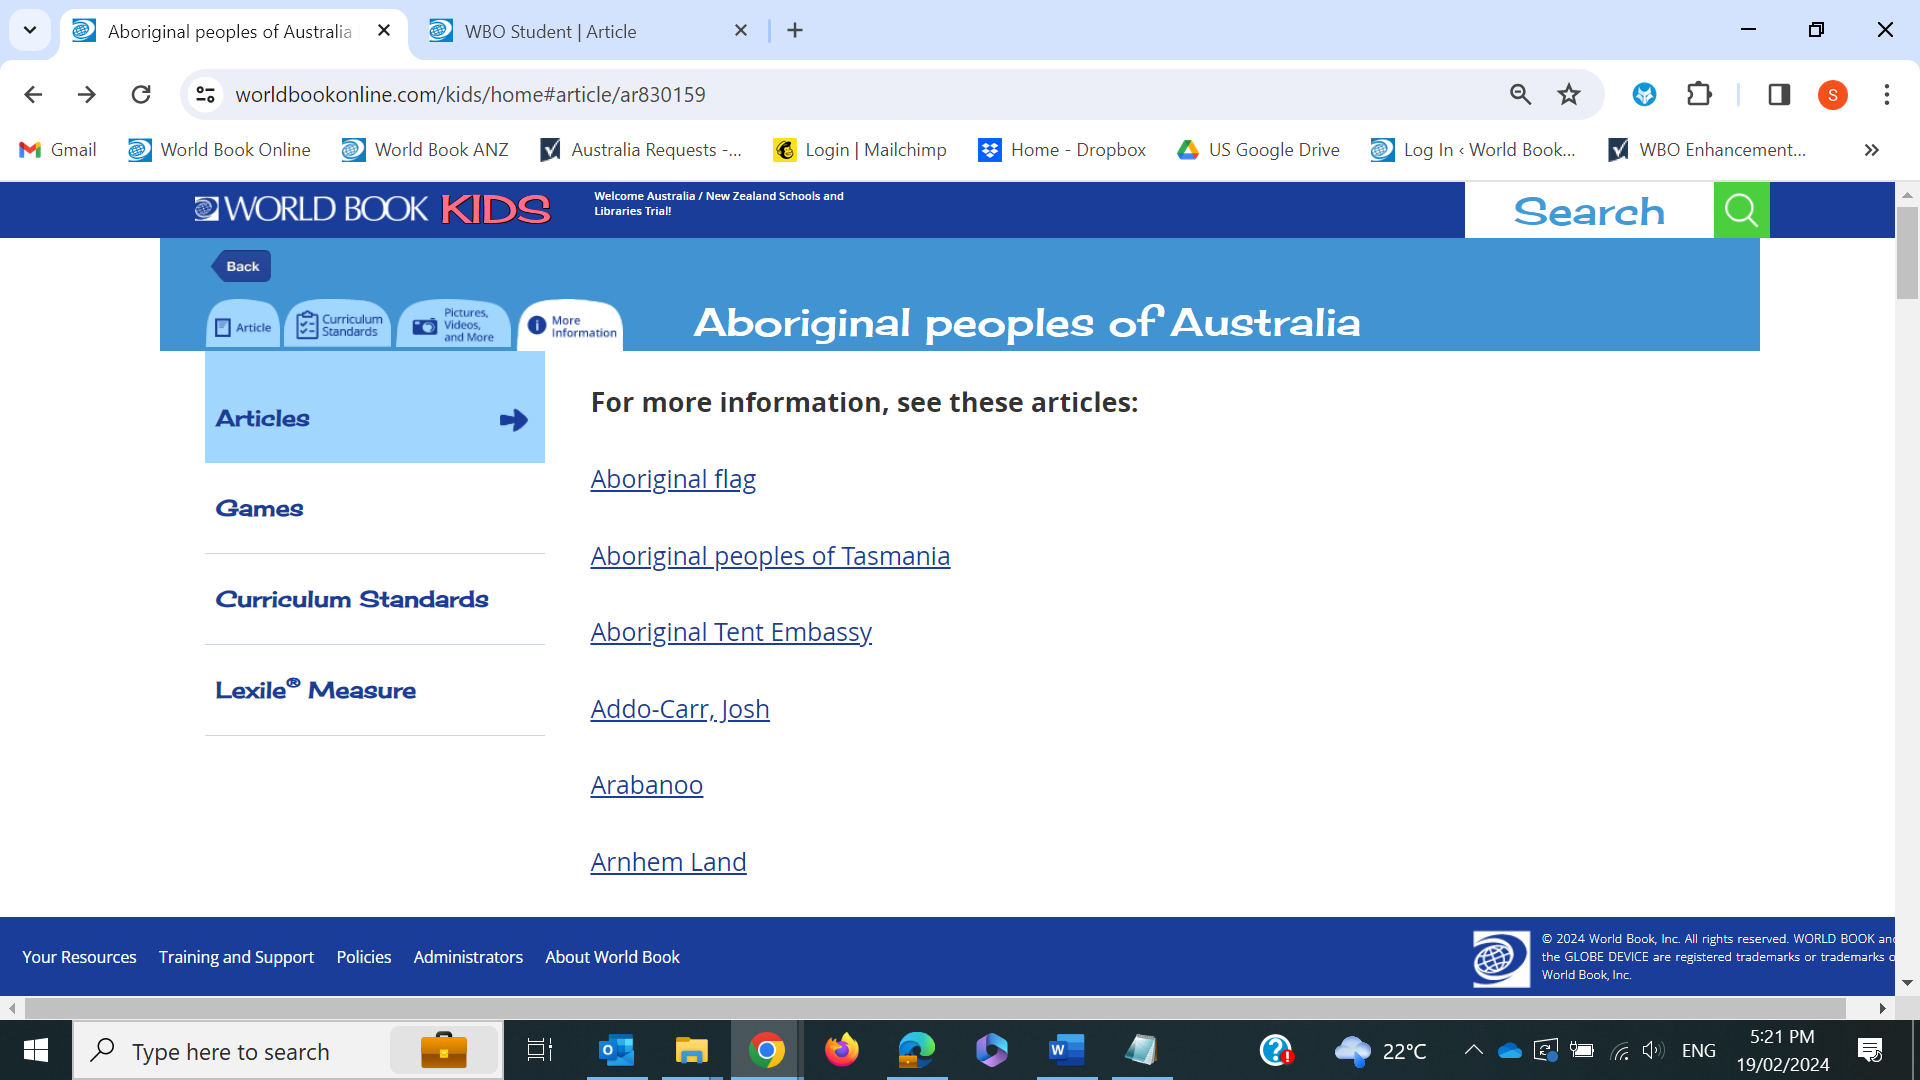 Aboriginal peoples of Australia
WBO Student | Article
worldbookonline.com/kids/home#article/ar830159
S
Gmail
World Book Online
World Book ANZ
Australia Requests -...
Login | Mailchimp
Home - Dropbox
US Google Drive
Log In ‹ World Book...
WBO Enhancement...
WORLD BOOK KIDS
Welcome Australia / New Zealand Schools and
Libraries Trial!
Search
Back
Article
Curriculum
Standards
Pictures,
Videos,
and More
More
Information
Aboriginal peoples of Australia
Articles
Games
Curriculum Standards
Lexile® Measure
For more information, see these articles:
Aboriginal flag
Aboriginal peoples of Tasmania
Aboriginal Tent Embassy
Addo-Carr, Josh
Arabanoo
Arnhem Land
Your Resources
Training and Support
Policies
Administrators
About World Book
© 2024 World Book, Inc. All rights reserved. WORLD BOOK and
the GLOBE DEVICE are registered trademarks or trademarks o
World Book, Inc.
Type here to search
22°C
ENG
5:21 PM
19/02/2024